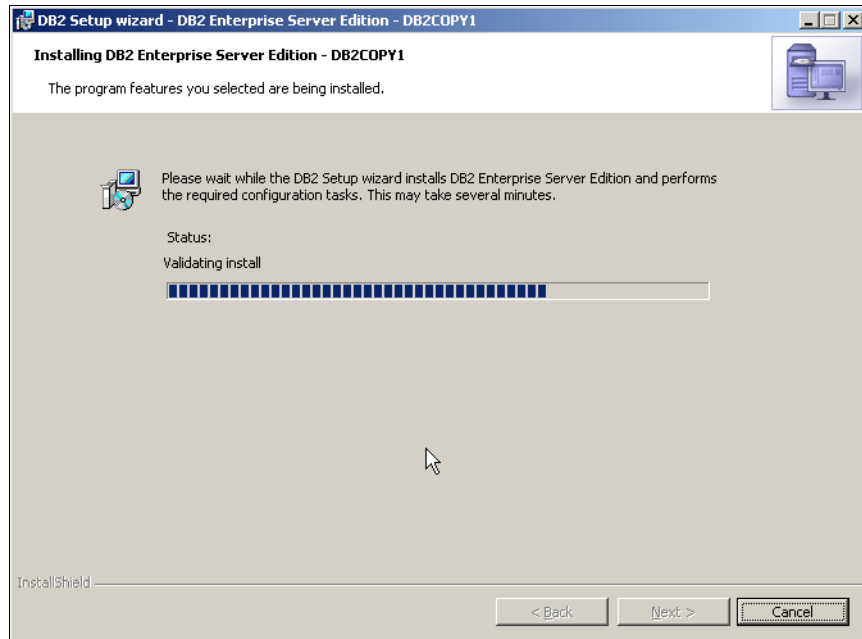 DB2 Setup wizard - DB2 Enterprise Server Edition - DB2COPY1
Installing DB2 Enterprise Server Edition - DB2COPY1
The program features you selected are being installed.
Please wait while the DB2 Setup wizard installs DB2 Enterprise Server Edition and performs
the required configuration tasks. This may take several minutes.
Status:
Validating install
InstallShield
< Back Next > Cancel